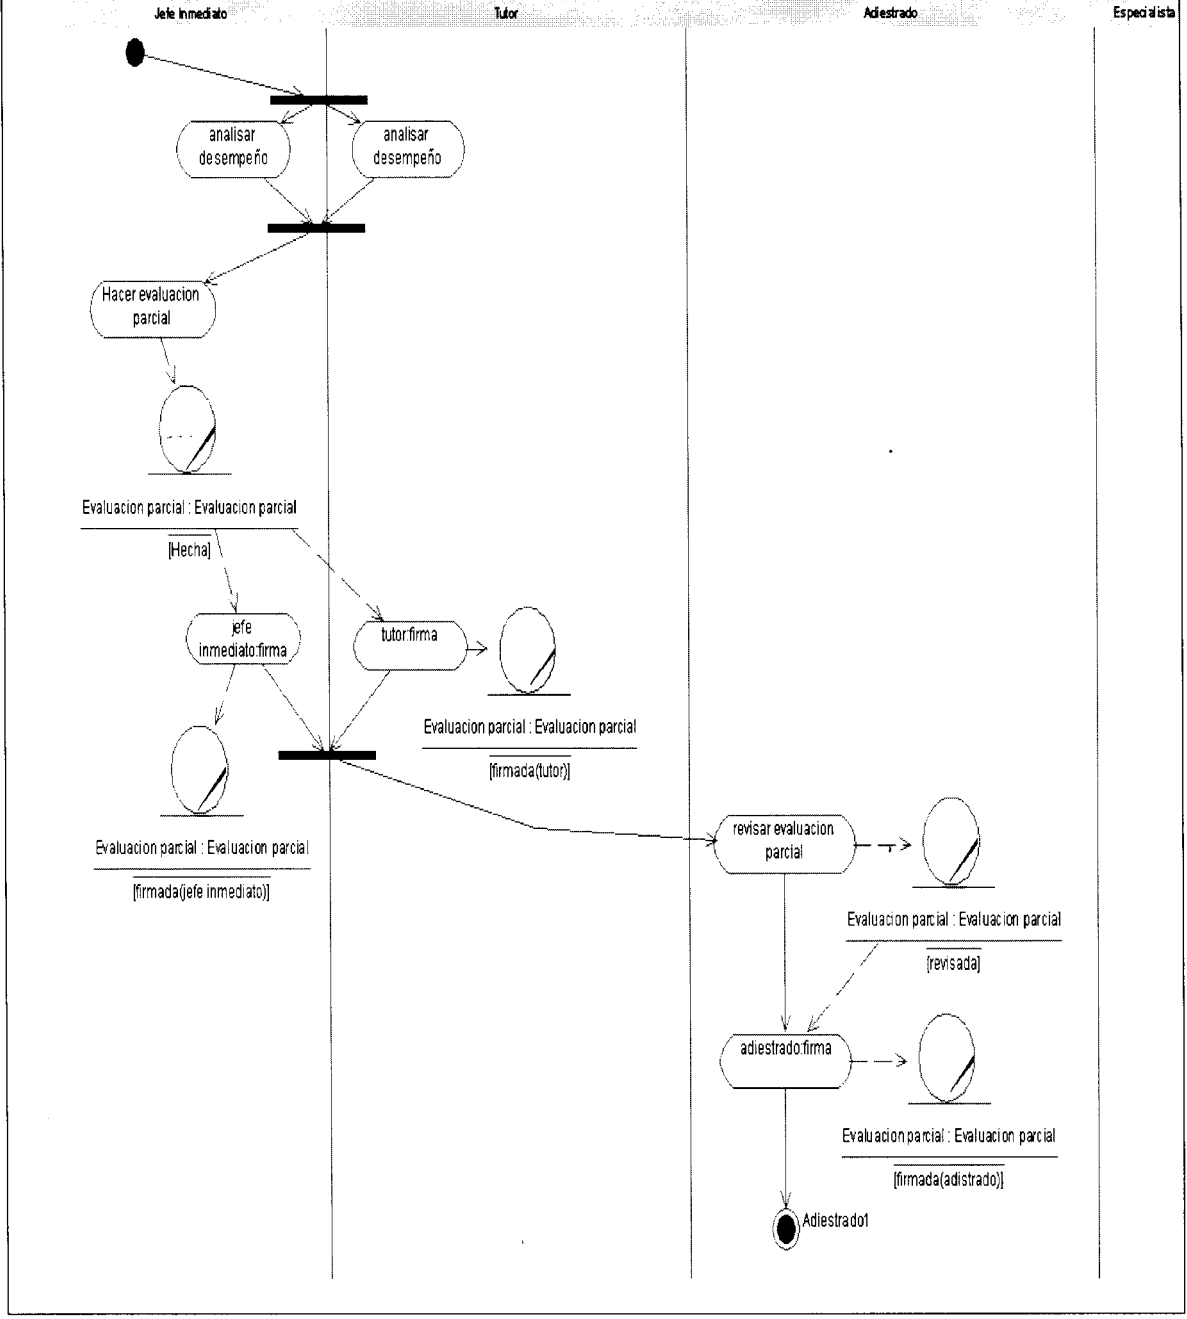 Jefe inmediato
Tutor
Adiestrado
Especialista
analisar
desempeño
analisar
desempeño
Hacer evaluacion
parcial
Evaluacion parcial : Evaluacion parcial
[Hecha]
jefe
inmediato:firma
tutor:firma
Evaluacion parcial : Evaluacion parcial
[firmada(tutor)]
revisar evaluacion
parcial
Evaluacion parcial : Evaluacion parcial
[firmada(jefe inmediato)]
Evaluacion parcial : Evaluacion parcial
[revisada]
adiestrado:firma
Evaluacion parcial : Evaluacion parcial
[firmada(adistrado)]
Adiestrado1